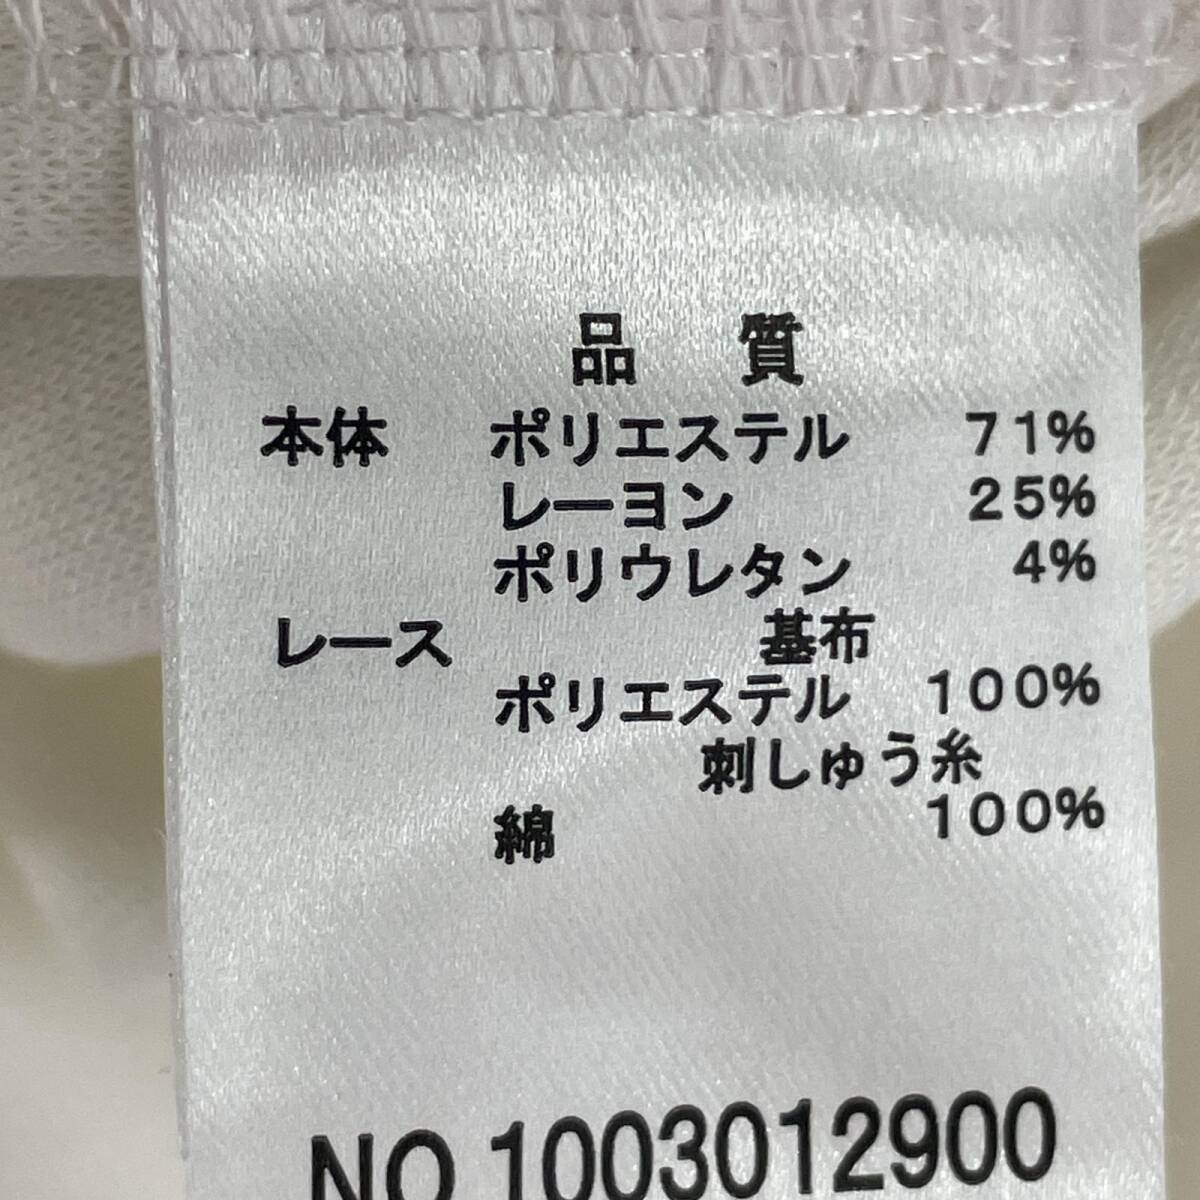 品 質
本体 ポリエステル 71%
レーヨン 25%
ポリウレタン 4%
レース 基布
ポリエステル 100%
刺しゅう糸
綿 100%
NO.1003012900